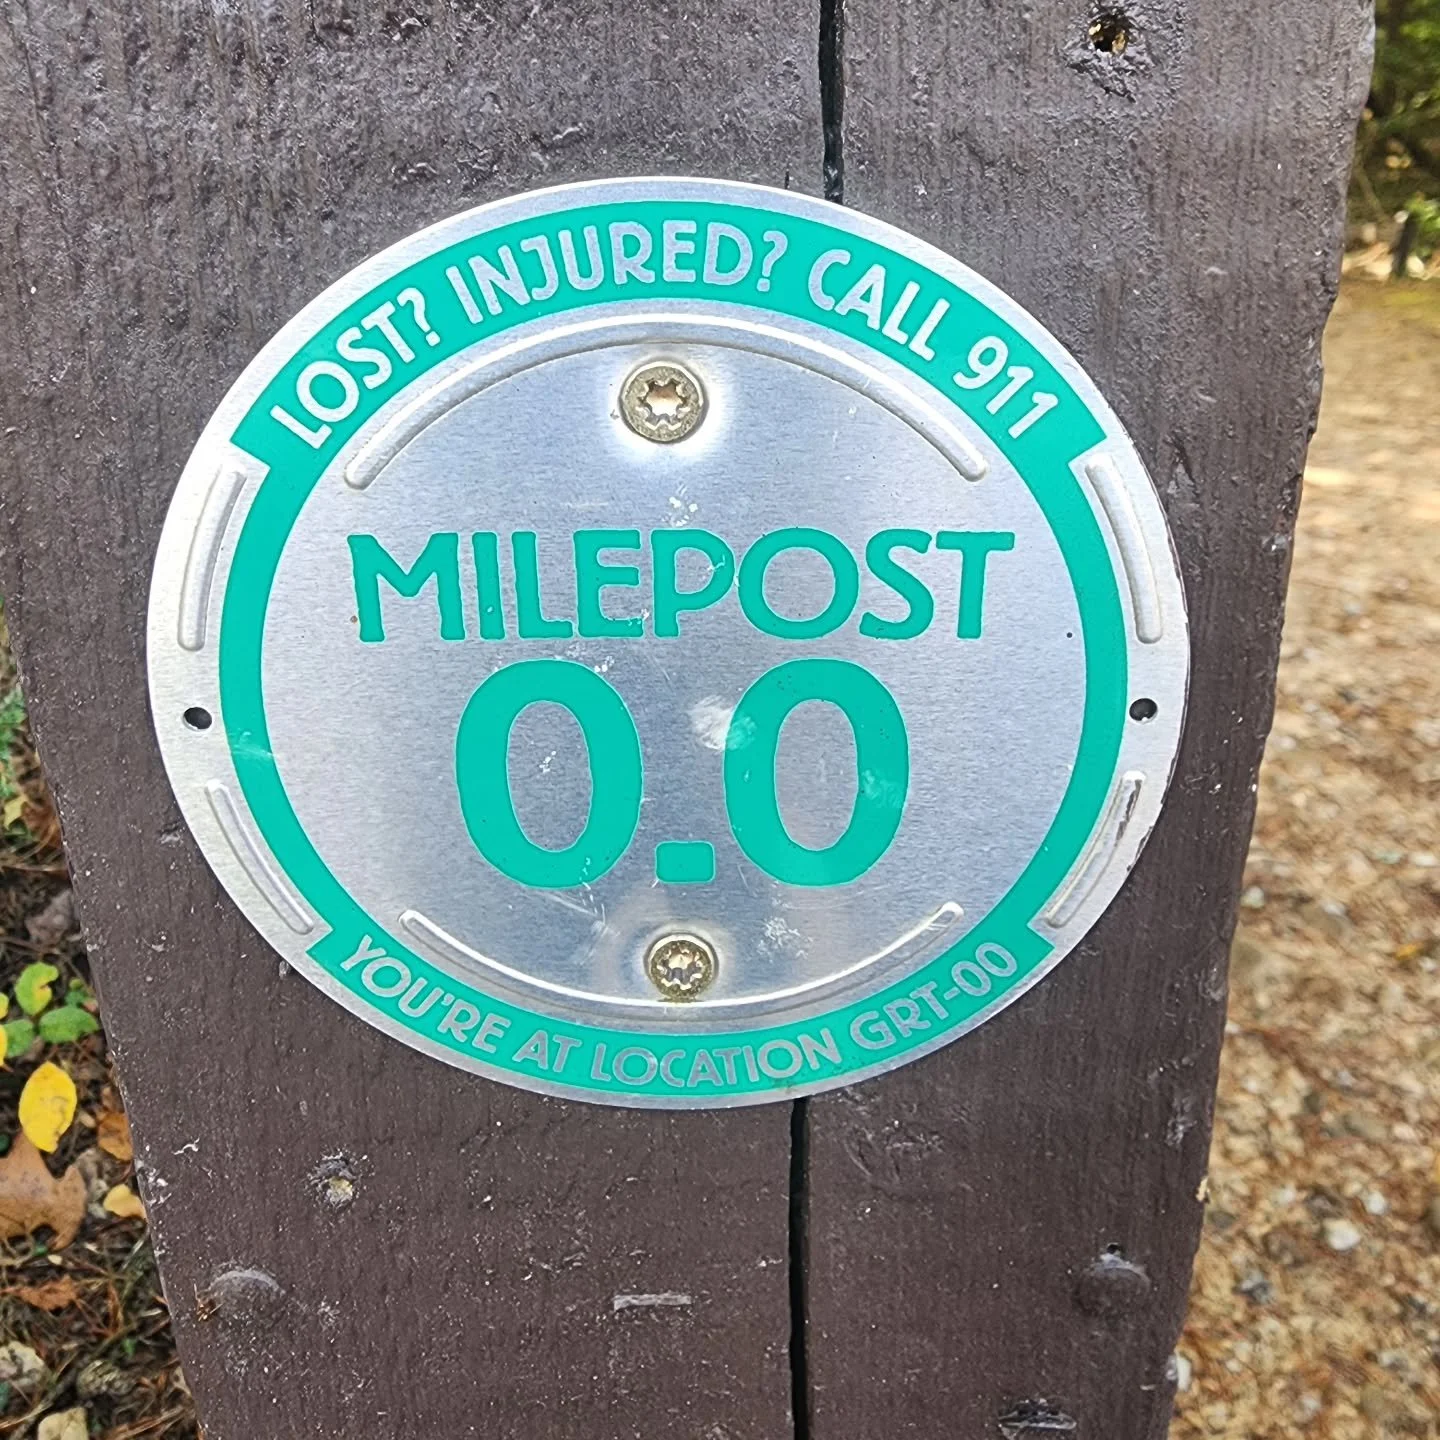 LOST? INJURED? CALL 911
MILEPOST
0.0
YOU'RE AT LOCATION GRT-00